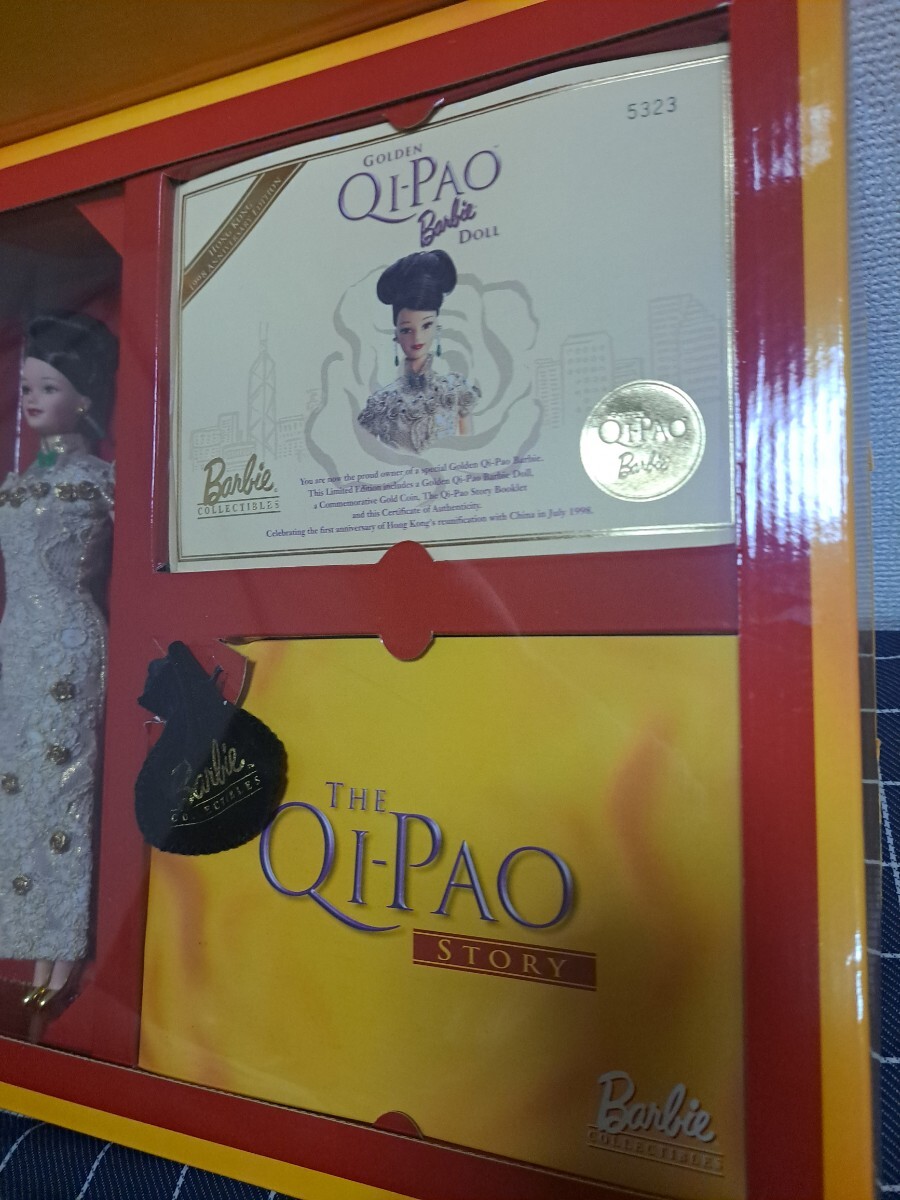 5323
GOLDEN
QI-PAO™
Barbie
DOLL
HONG KONG
1998 ANNIVERSARY EDITION
Barbie
COLLECTIBLES
You are now the proud owner of a special Golden Qi-Pao Barbie.
This Limited Edition includes a Golden Qi-Pao Barbie Doll,
a Commemorative Gold Coin, The Qi-Pao Story Booklet
and this Certificate of Authenticity.
Celebrating the first anniversary of Hong Kong's reunification with China in July 1998.
QI-PAO
Barbie
Barbie
COLLECTIBLES
THE
QI-PAO
STORY
Barbie
COLLECTIBLES